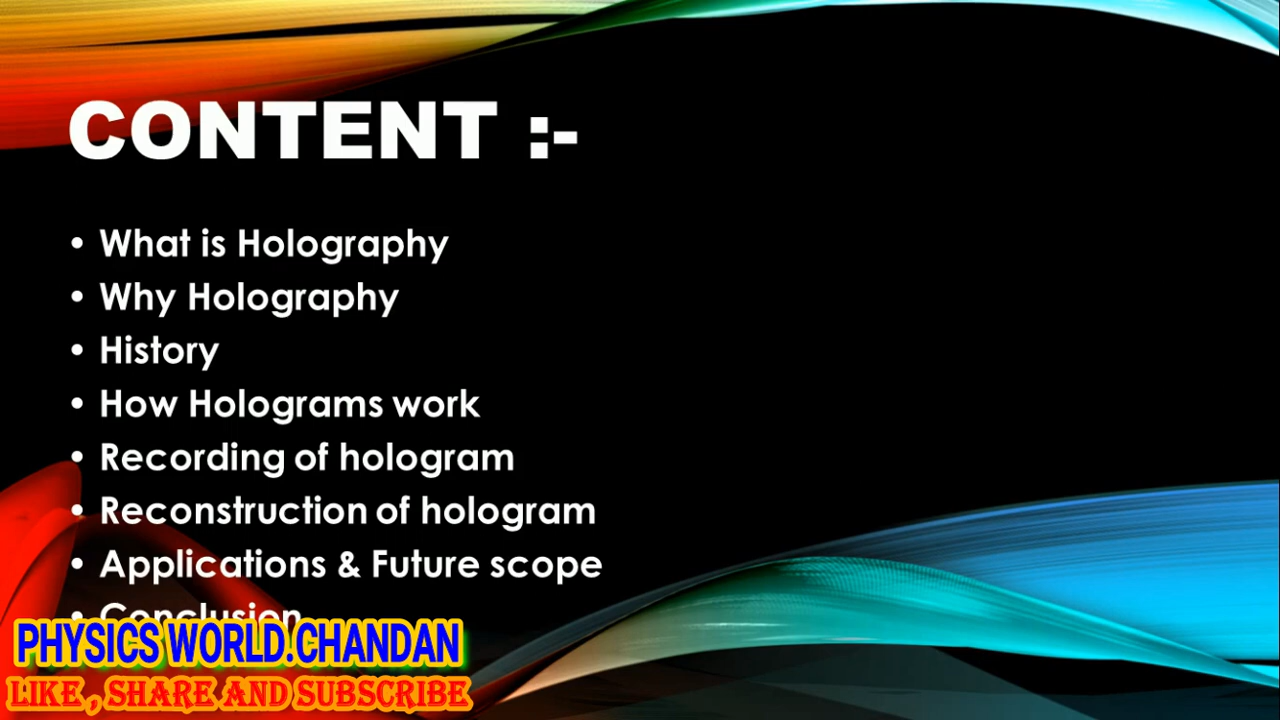 CONTENT :-
• What is Holography
• Why Holography
• History
• How Holograms work
• Recording of hologram
• Reconstruction of hologram
• Applications & Future scope
• Conclusion
PHYSICS WORLD.CHANDAN
LIKE , SHARE AND SUBSCRIBE